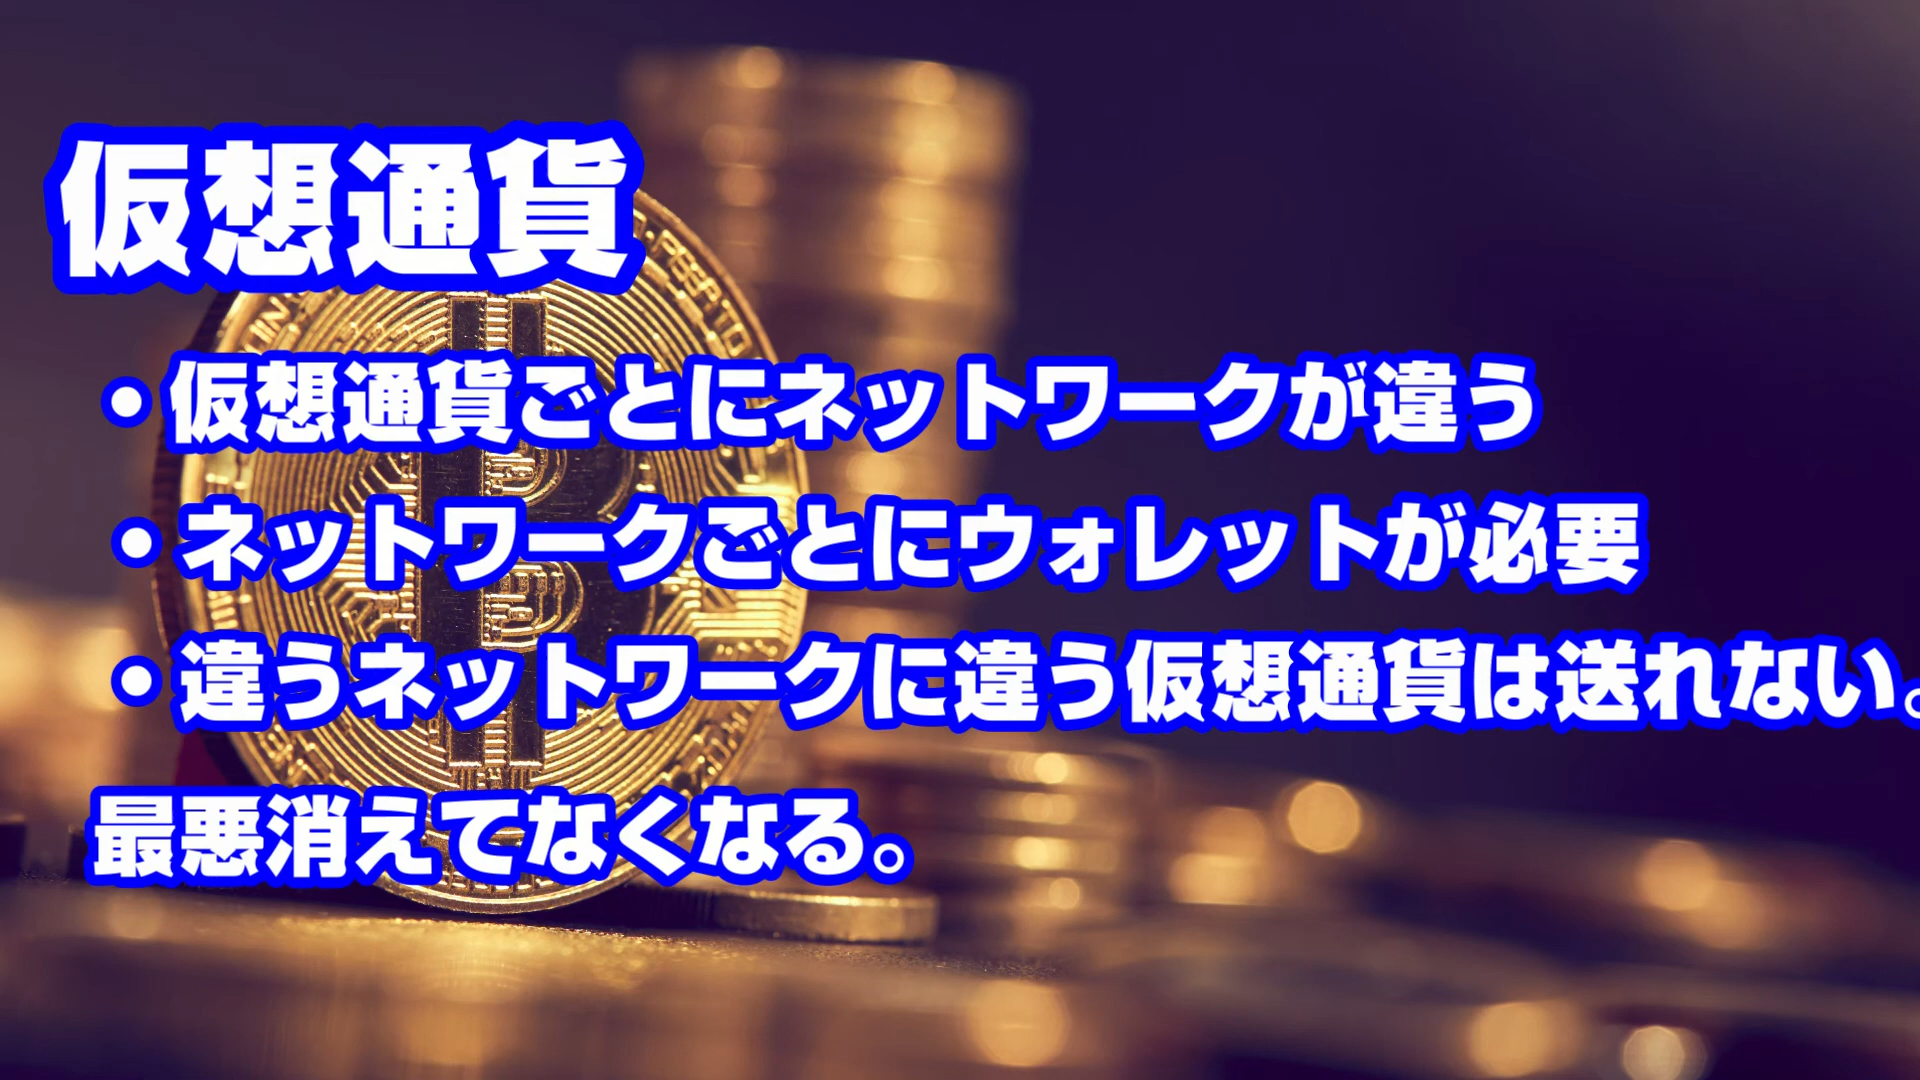 仮想通貨
・仮想通貨ごとにネットワークが違う
・ネットワークごとにウォレットが必要
・違うネットワークに違う仮想通貨は送れない。
最悪消えてなくなる。